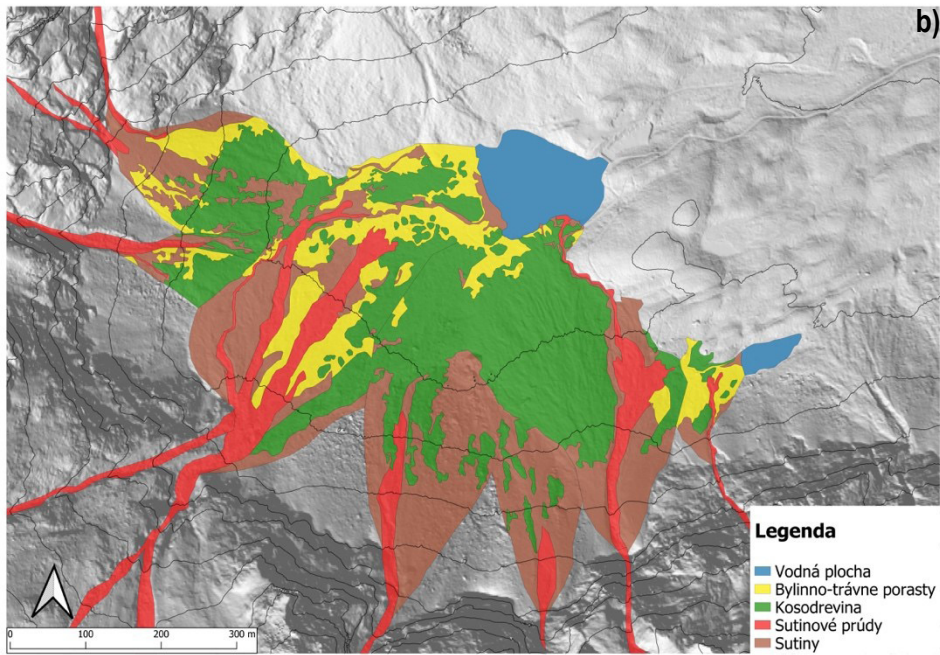 b)
Legenda
Vodná plocha
Bylinno-trávne porasty
Kosodrevina
Sutinové prúdy
Sutiny
0 100 200 300 m